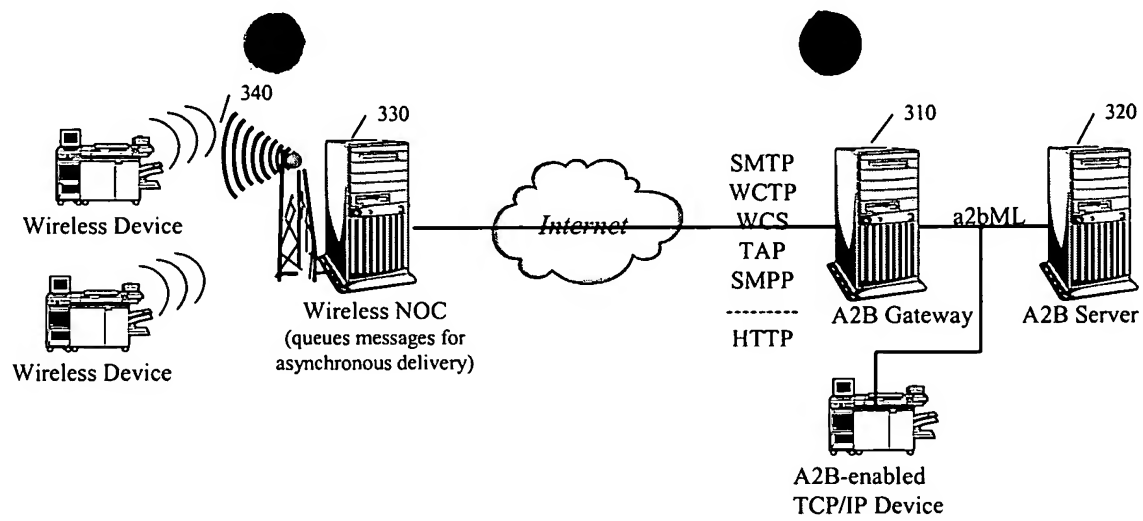 340
330
310
320
Wireless Device
Wireless Device
Wireless NOC
(queues messages for
asynchronous delivery)
Internet
SMTP
WCTP
WCS
TAP
SMPP
HTTP
A2B Gateway
a2bML
A2B Server
A2B-enabled
TCP/IP Device